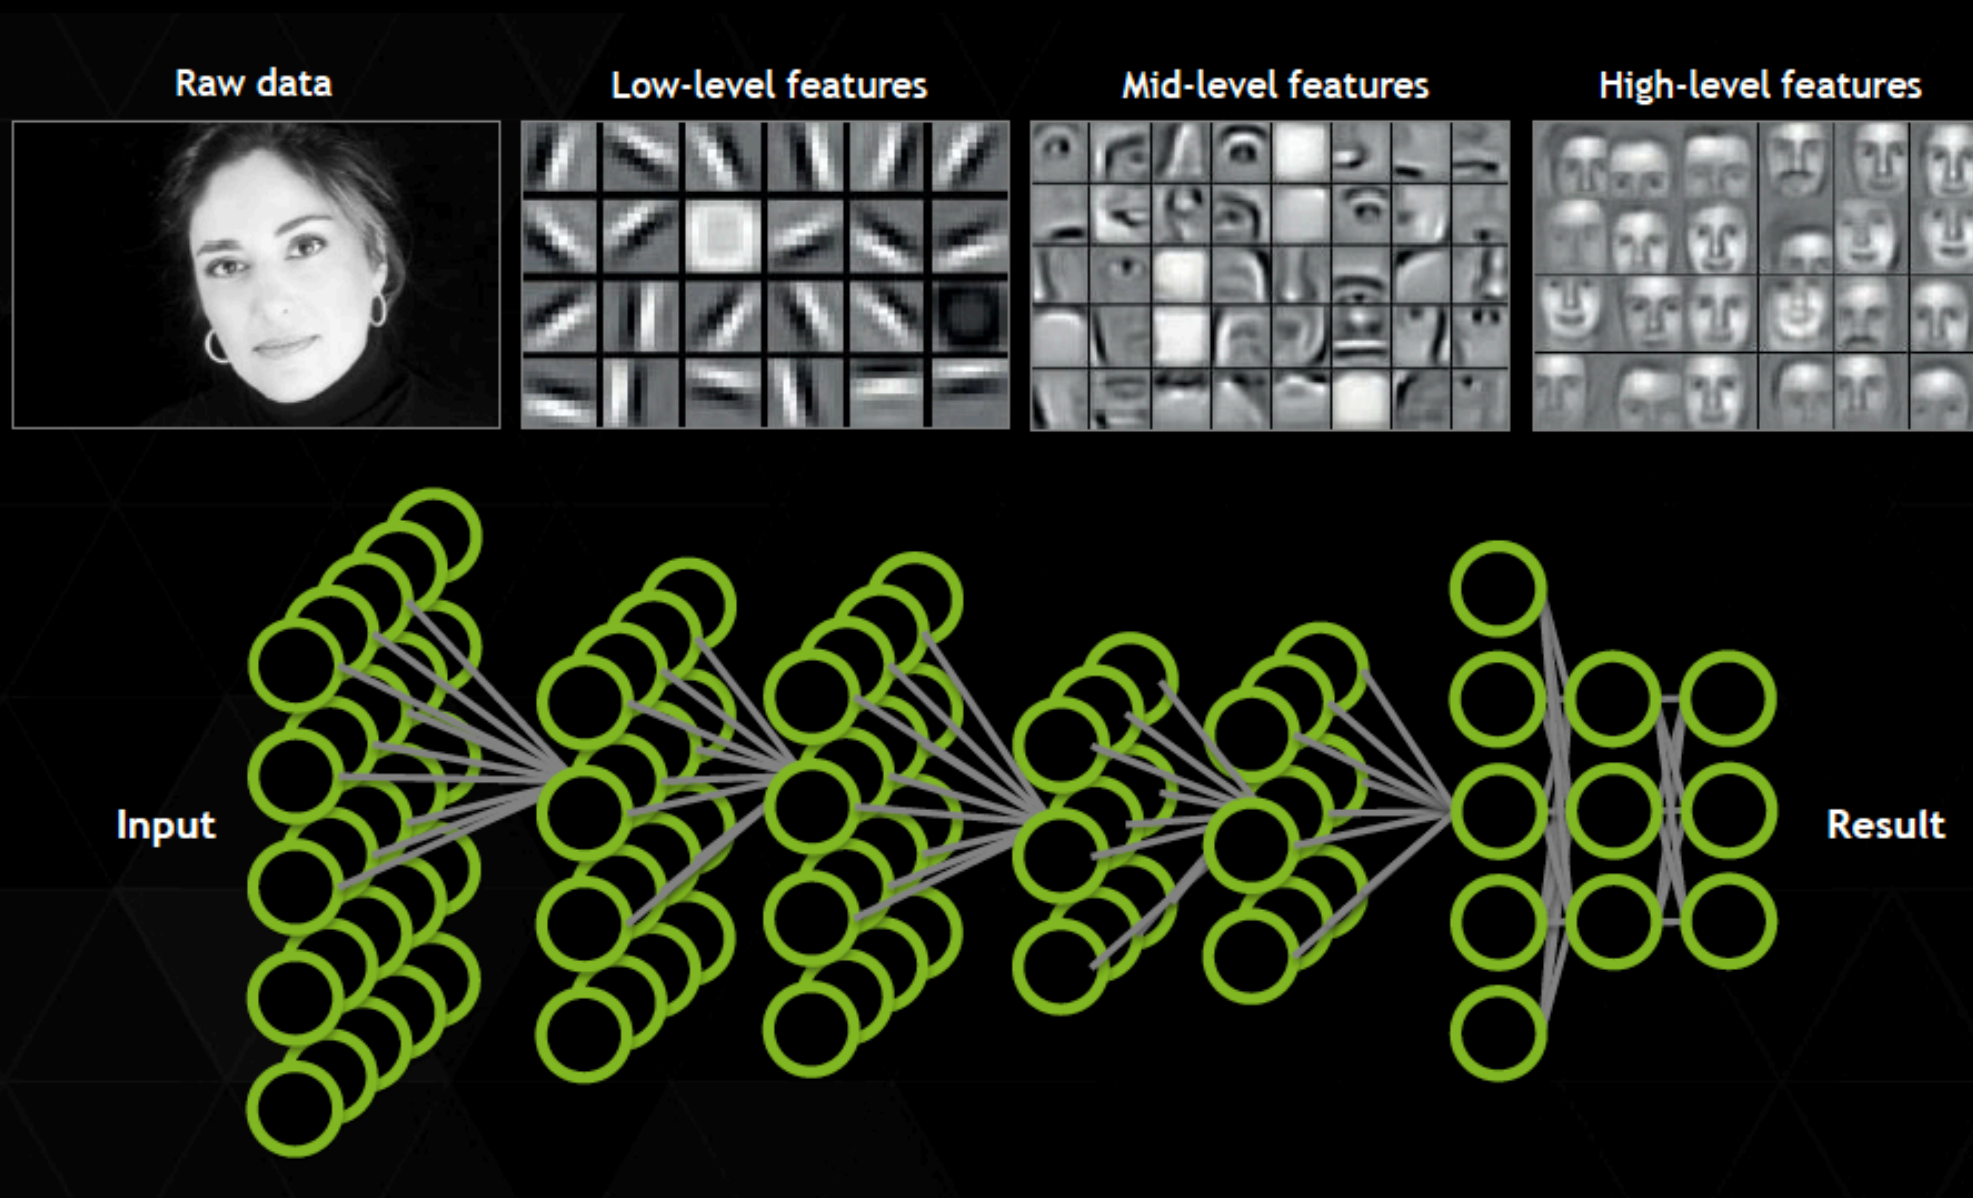 Raw data
Low-level features
Mid-level features
High-level features
Input
Result